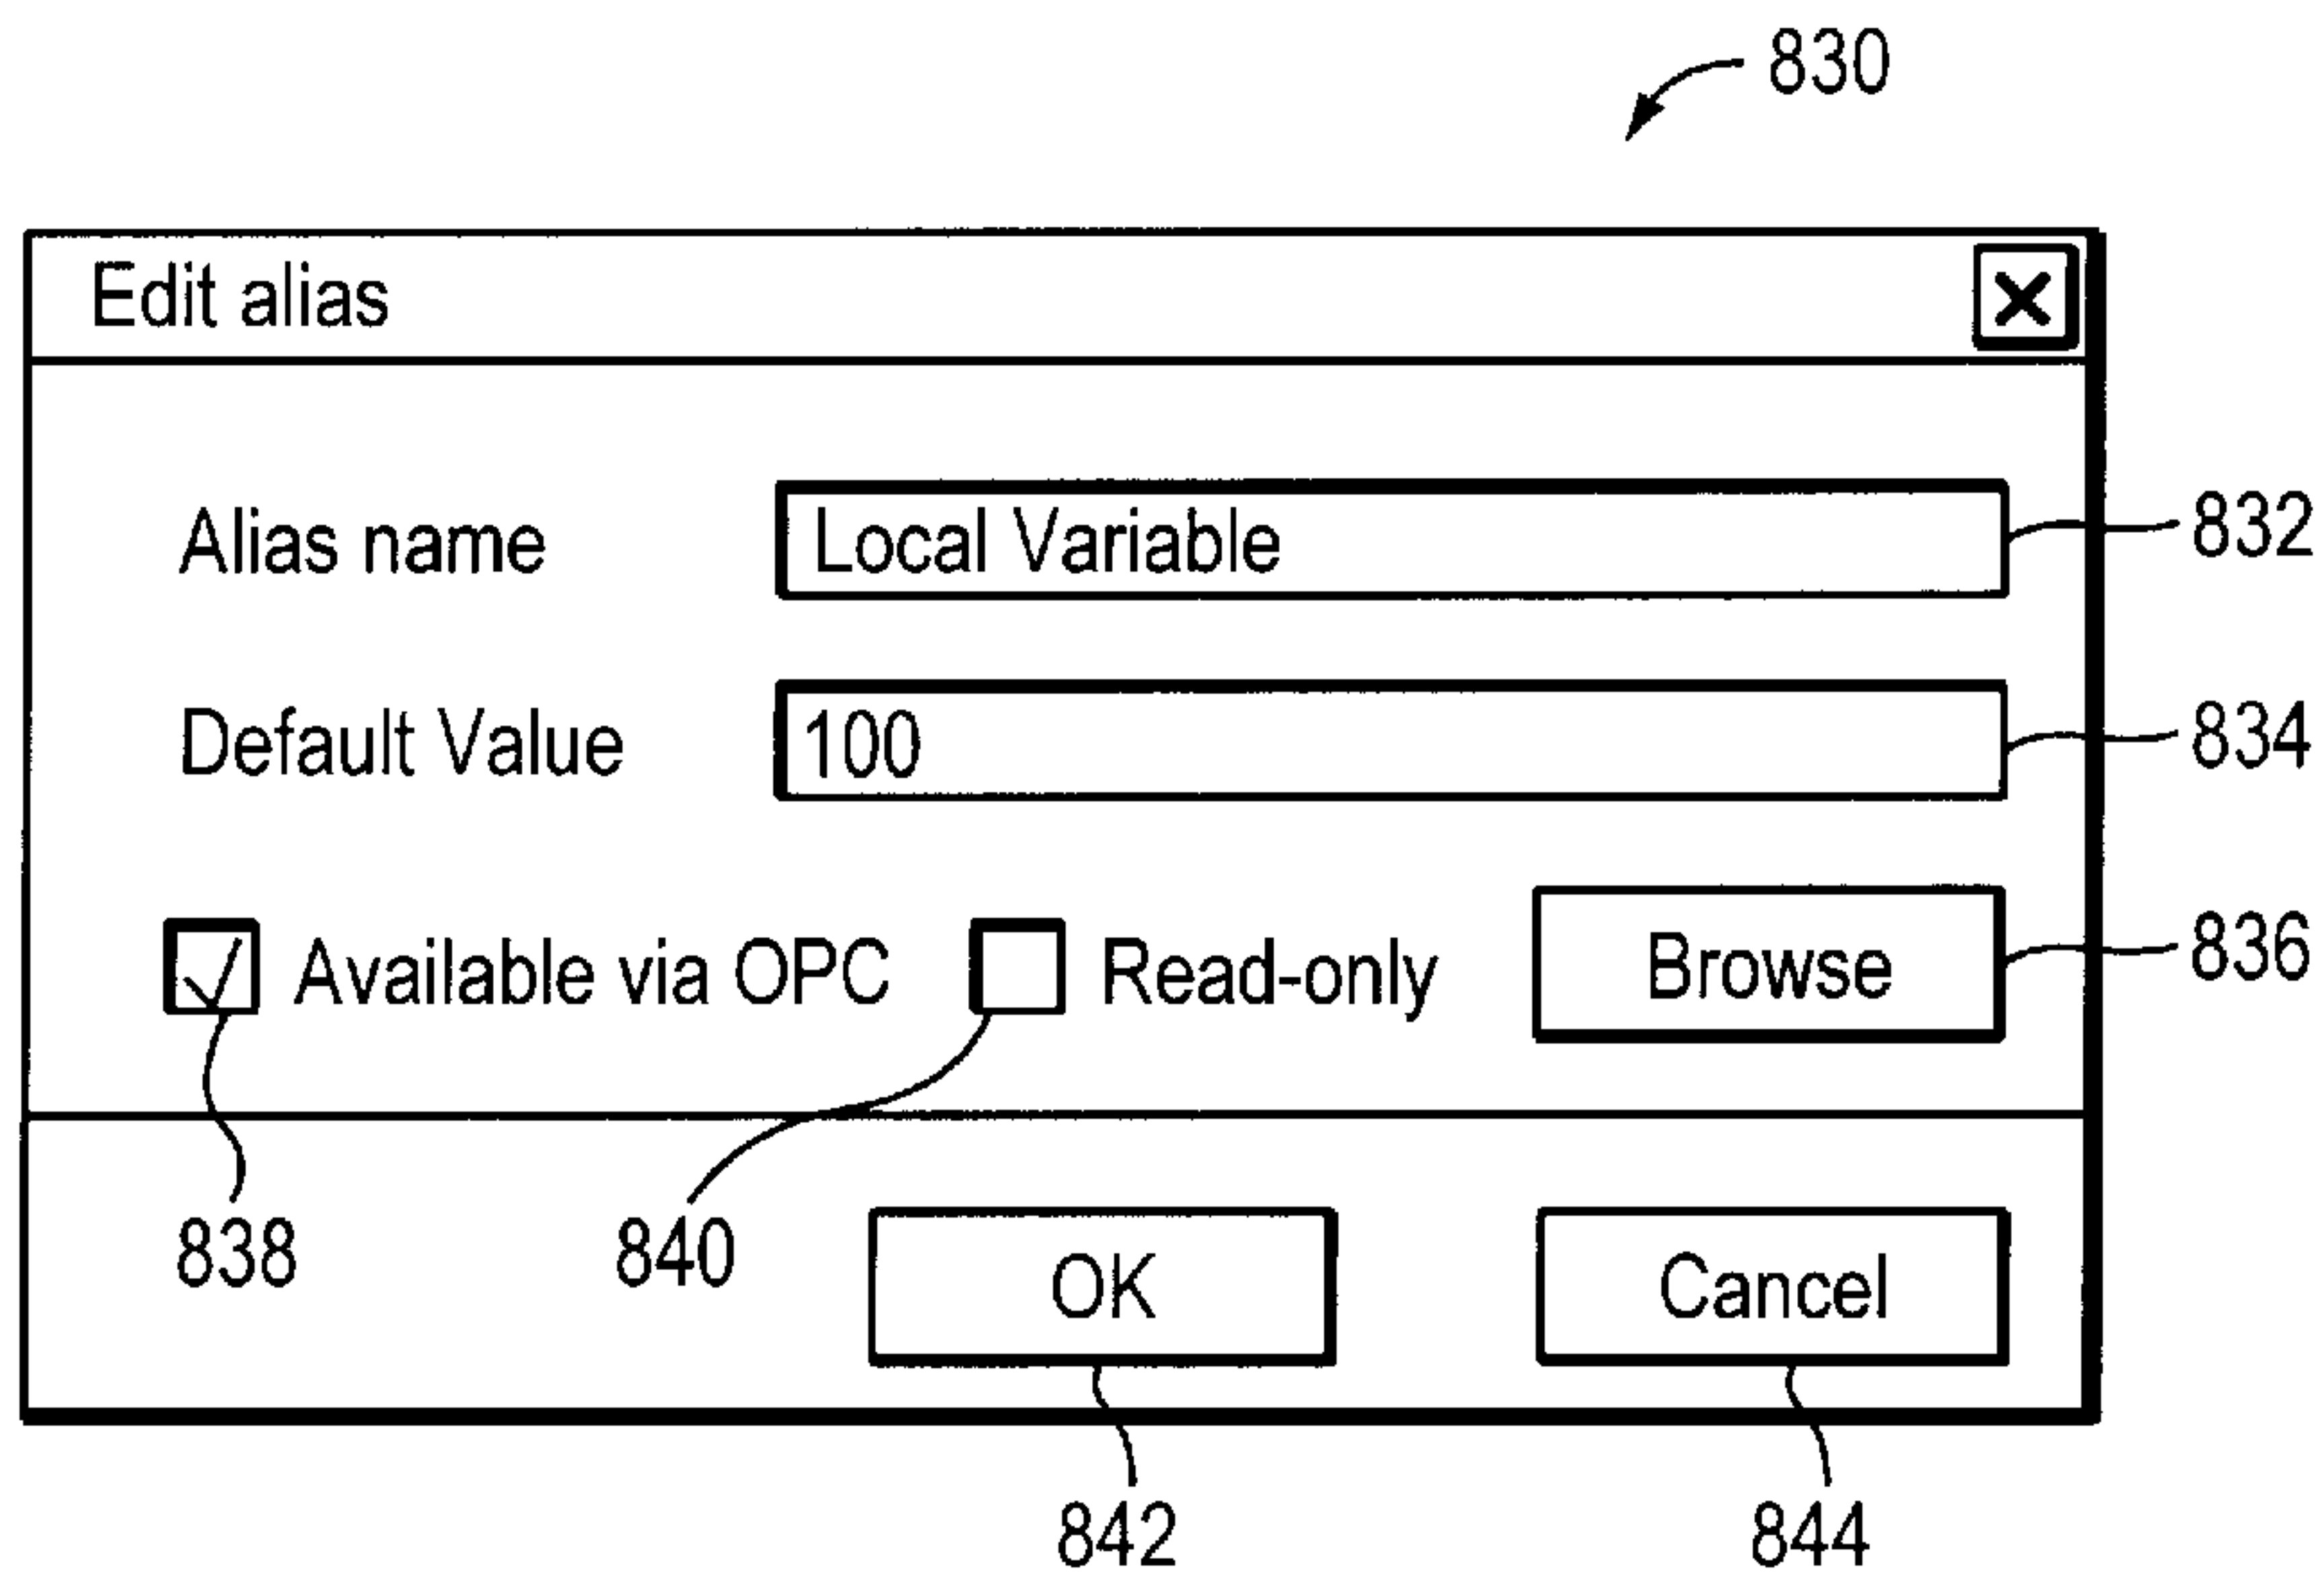 830
Edit alias
Alias name Local Variable 832
Default Value 100 834
Available via OPC Read-only Browse 836
838 840 OK Cancel
842 844